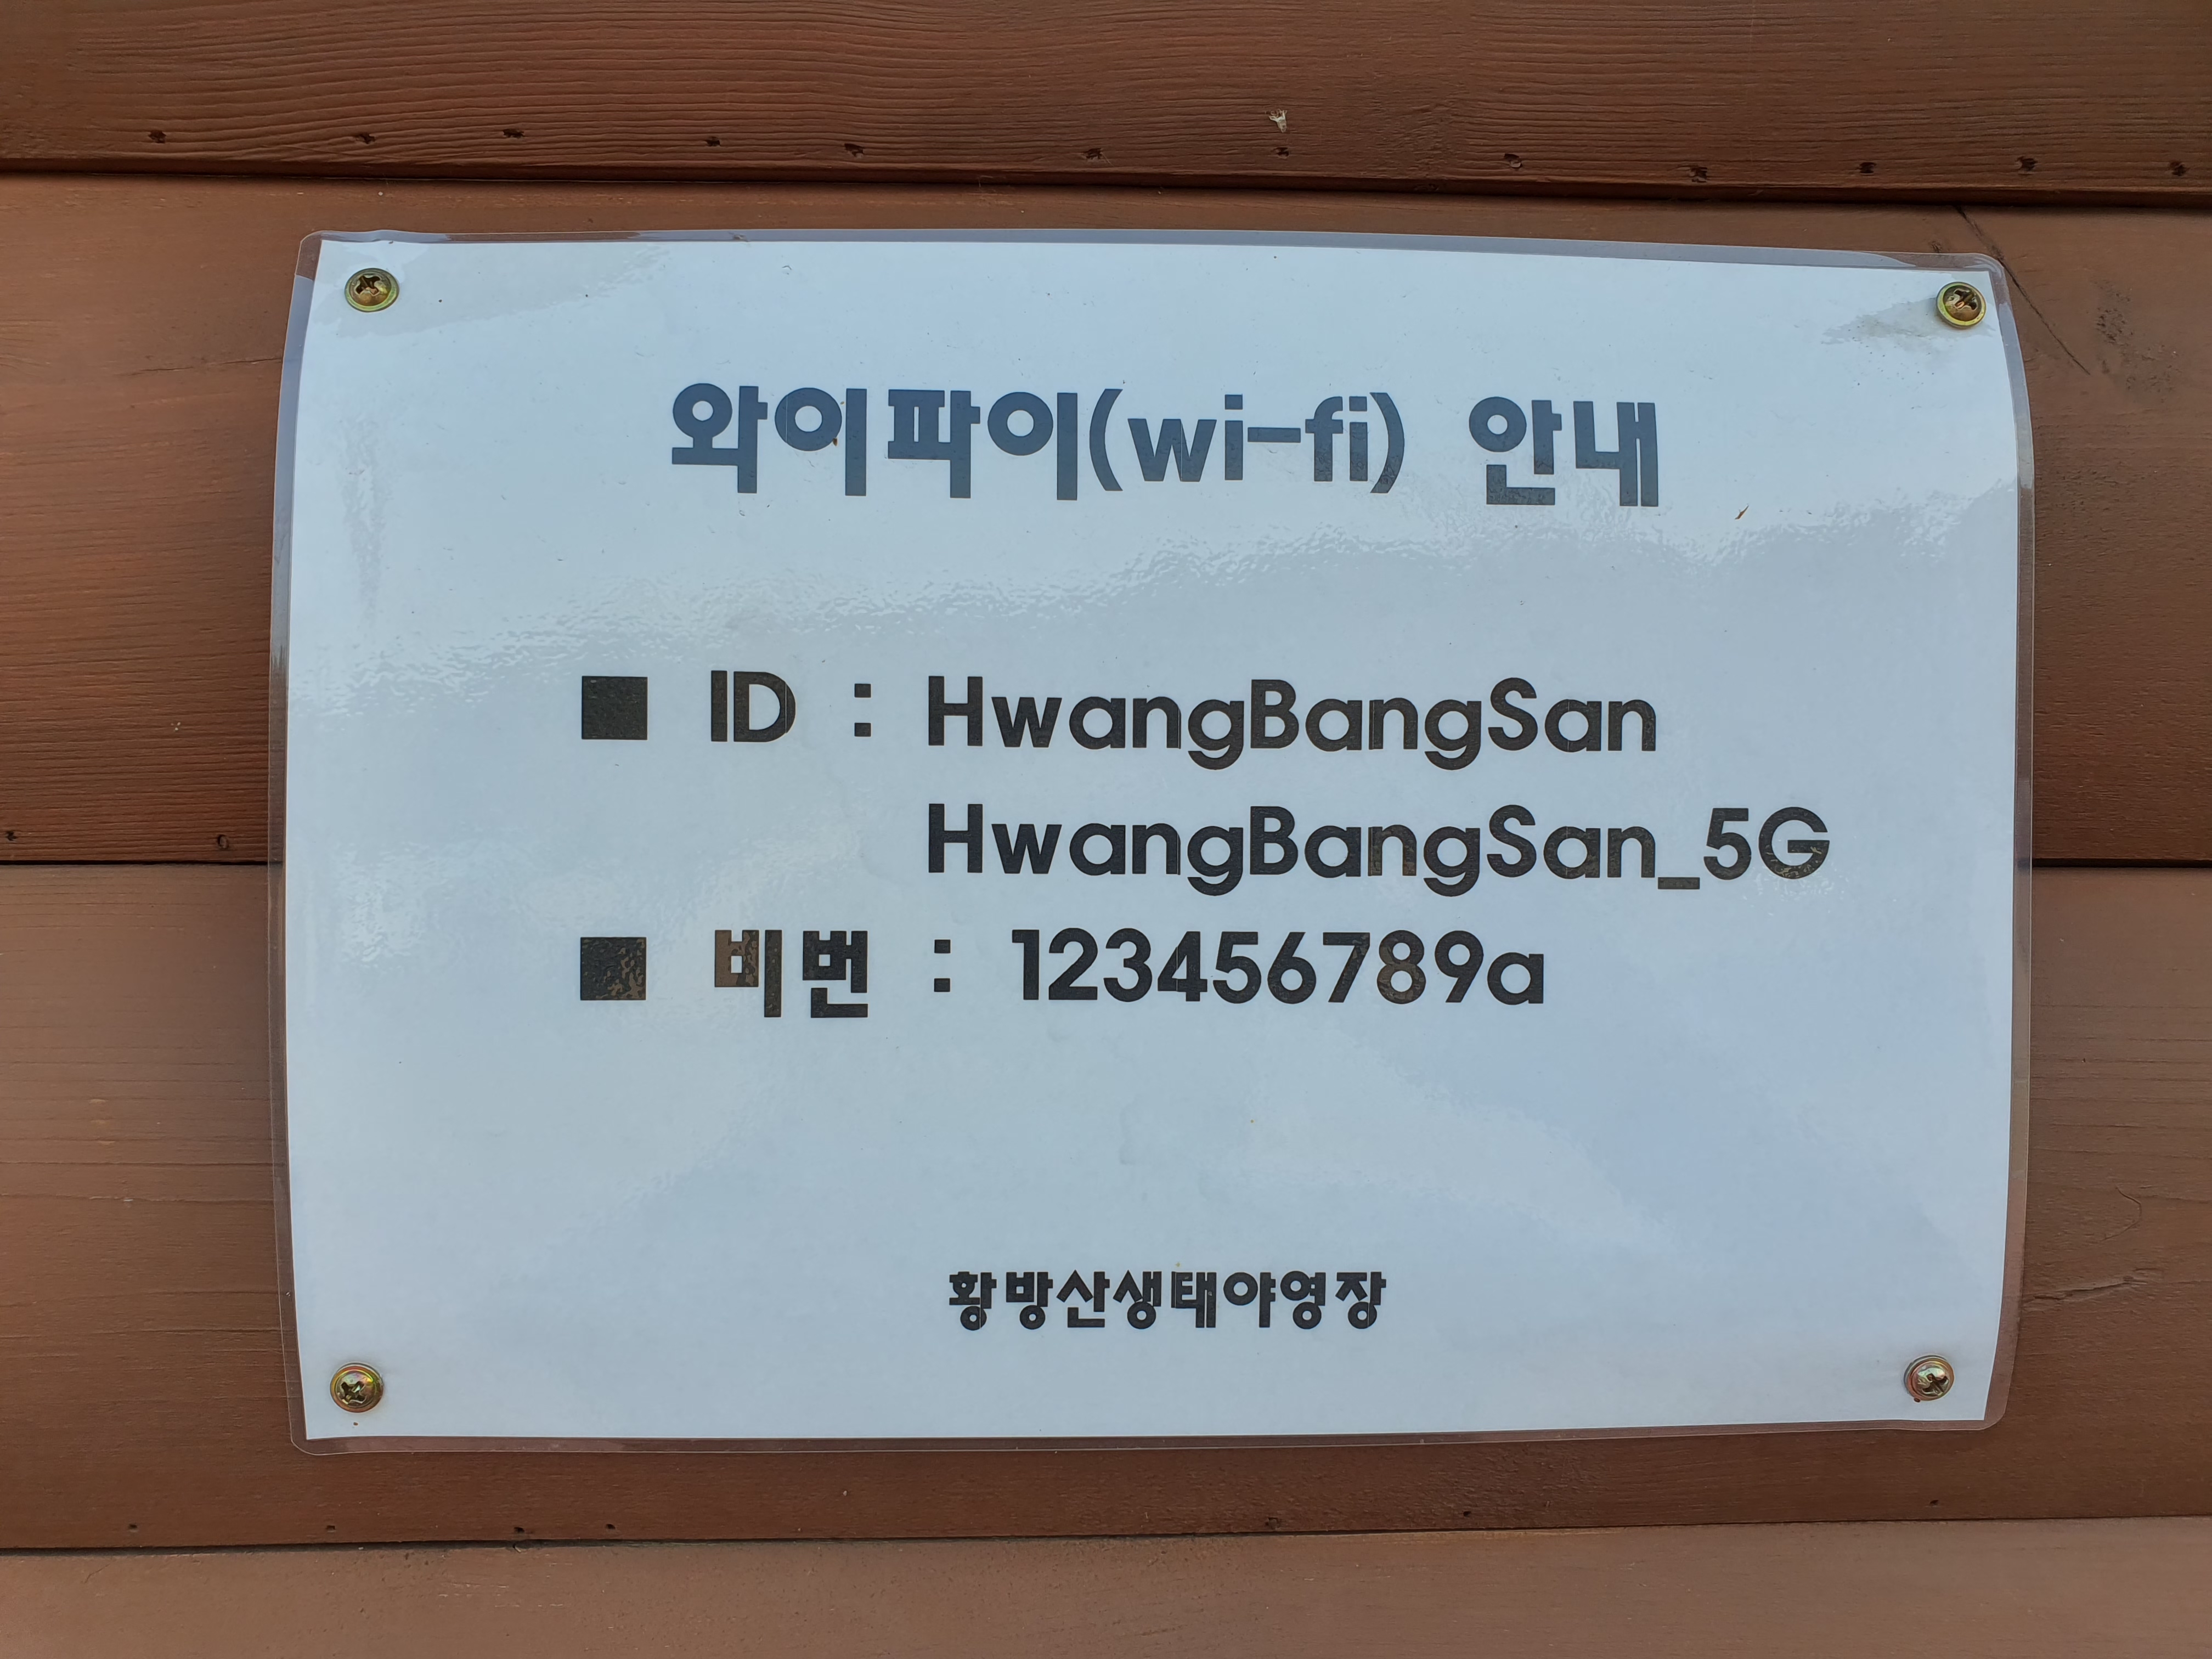 와이파이(wi-fi) 안내
■ ID : HwangBangSan
HwangBangSan_5G
■ 비번 : 123456789a
황방산생태야영장